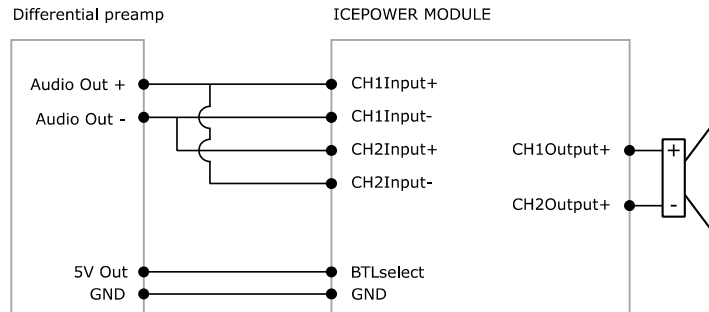 Differential preamp
ICEPOWER MODULE
Audio Out +
CH1Input+
Audio Out -
CH1Input-
CH2Input+
CH1Output+
+
CH2Input-
CH2Output+
-
5V Out
BTLselect
GND
GND